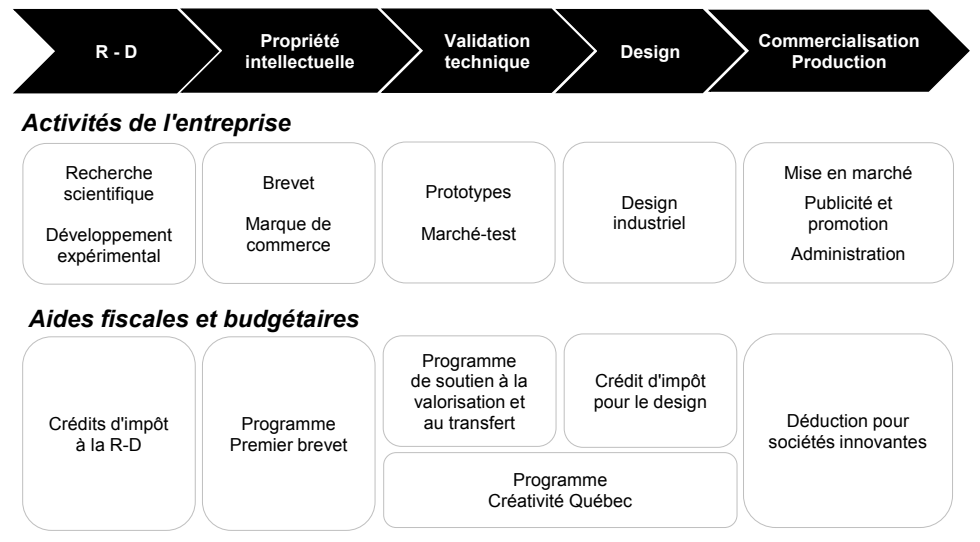 R - D
Propriété
intellectuelle
Validation
technique
Design
Commercialisation
Production
Activités de l'entreprise
Recherche
scientifique
Développement
expérimental
Brevet
Marque de
commerce
Prototypes
Marché-test
Design
industriel
Mise en marché
Publicité et
promotion
Administration
Aides fiscales et budgétaires
Crédits d'impôt
à la R-D
Programme
Premier brevet
Programme
de soutien à la
valorisation et
au transfert
Crédit d'impôt
pour le design
Programme
Créativité Québec
Déduction pour
sociétés innovantes